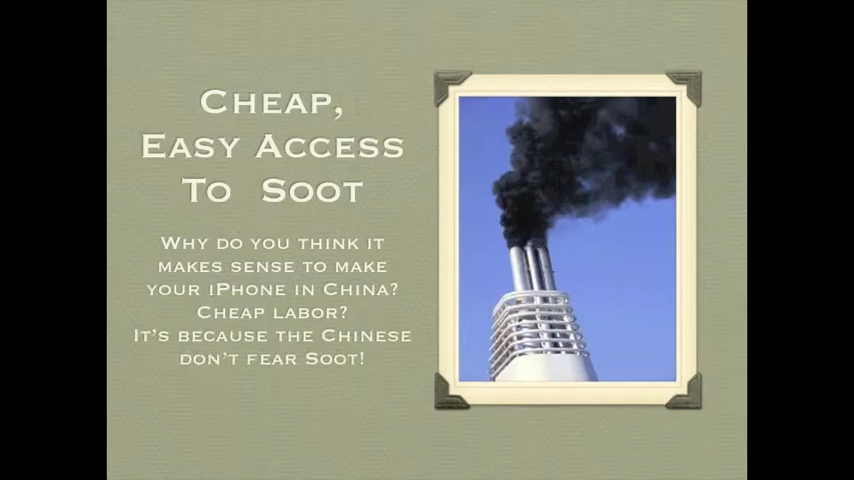 Cheap,
Easy Access
To Soot
Why do you think it
makes sense to make
your iPhone in China?
Cheap labor?
It's because the Chinese
don't fear Soot!